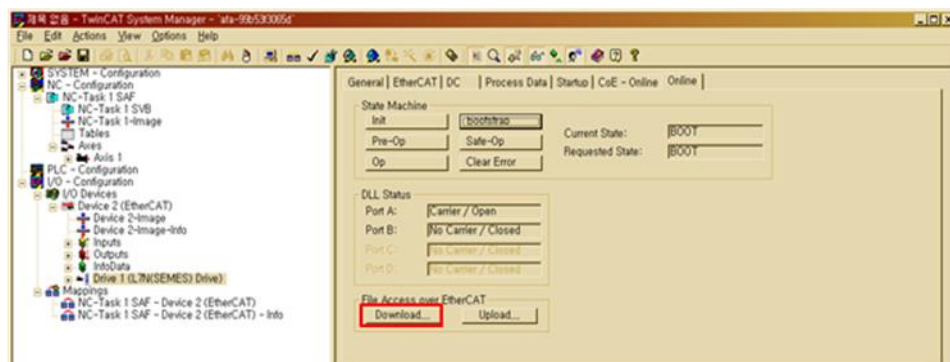 제목 없음 - TwinCAT System Manager - 'ata-99b53f3065d'
File Edit Actions View Options Help
SYSTEM - Configuration
NC - Configuration
NC-Task 1 SAF
NC-Task 1 SVB
NC-Task 1-Image
Tables
Axes
Axis 1
PLC - Configuration
I/O - Configuration
I/O Devices
Device 2 (EtherCAT)
Device 2-Image
Device 2-Image-Info
Inputs
Outputs
InfoData
Drive 1 (L7N(SEMES) Drive)
Mappings
NC-Task 1 SAF - Device 2 (EtherCAT)
NC-Task 1 SAF - Device 2 (EtherCAT) - Info
General EtherCAT DC Process Data Startup CoE - Online Online
State Machine
Init bootstrap
Pre-Op Safe-Op
Op Clear Error
Current State: BOOT
Requested State: BOOT
DLL Status
Port A: Carrier / Open
Port B: No Carrier / Closed
Port C: No Carrier / Closed
Port D: No Carrier / Closed
File Access over EtherCAT
Download... Upload...